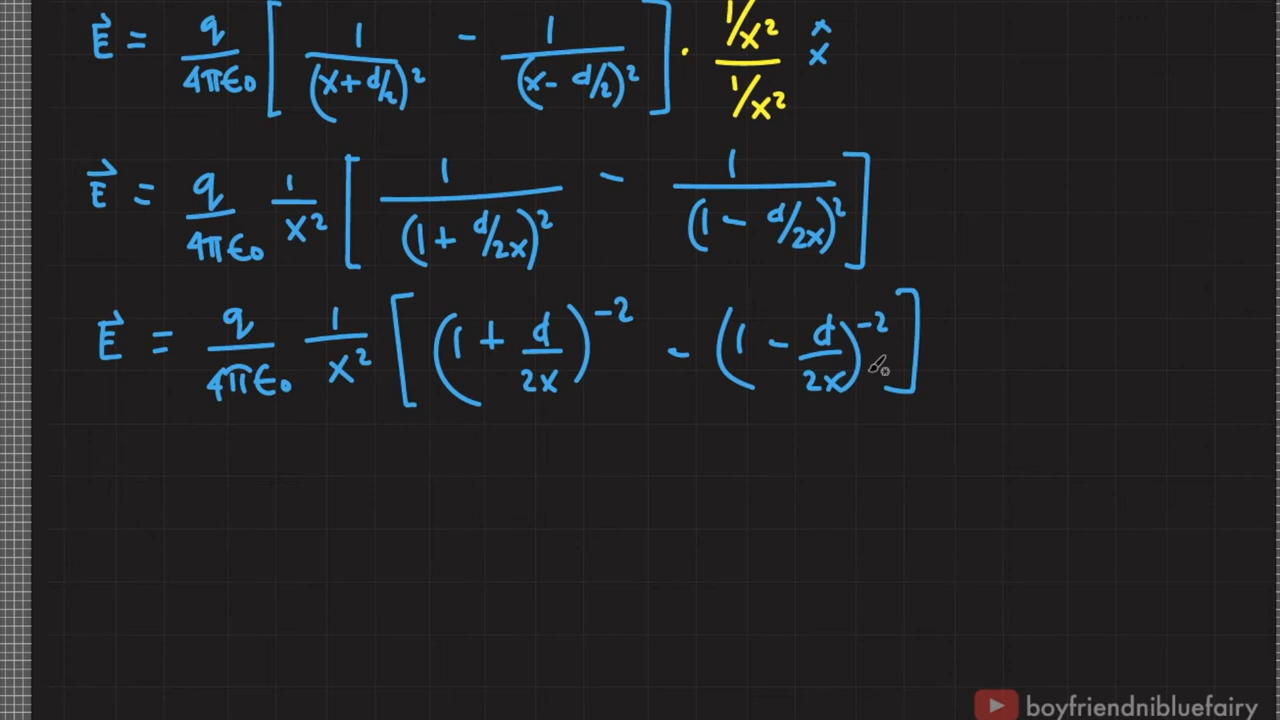 E⃗ = q/4πϵ₀ [ 1/(x+d/2)² - 1/(x-d/2)² ] · (1/x²)/(1/x²) x̂
E⃗ = q/4πϵ₀ 1/x² [ 1/(1+d/2x)² - 1/(1-d/2x)² ]
E⃗ = q/4πϵ₀ 1/x² [ (1+d/2x)⁻² - (1-d/2x)⁻² ]
boyfriendnibluefairy